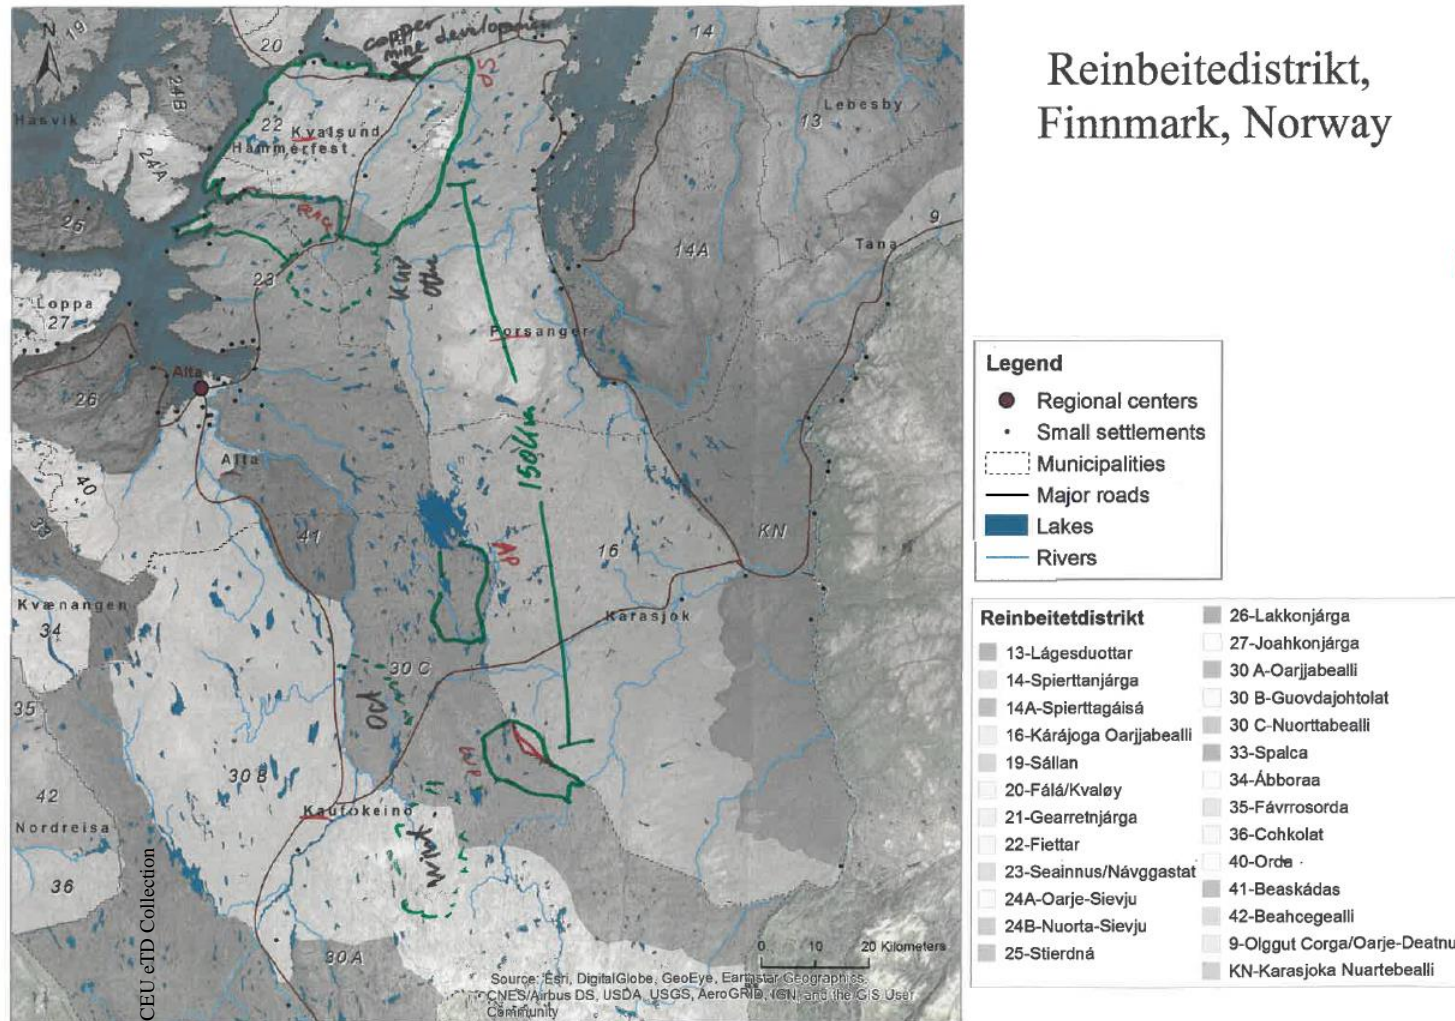 Reinbeitedistrikt,
Finnmark, Norway
N
19
20
copper
mine development
14
24B
Hasvik
22
Kvalsund
Hammerfest
24A
13
Lebesby
25
FENCE
9
Tana
14A
23
Loppa
27
Porsanger
Alta
26
Alta
40
33
41
150km
16
KN
Kvænangen
34
Karasjok
30 C
35
30 B
42
Nordreisa
Kautokeino
36
30 A
0 10 20 Kilometers
Source: Esri, DigitalGlobe, GeoEye, Earthstar Geographics,
CNES/Airbus DS, USDA, USGS, AeroGRID, IGN, and the GIS User
Community
CEU eTD Collection
Legend
Regional centers
Small settlements
Municipalities
Major roads
Lakes
Rivers
Reinbeitetdistrikt
13-Lágesduottar
14-Spierttanjárga
14A-Spierttagáisá
16-Kárájoga Oarjjabealli
19-Sállan
20-Fálá/Kvaløy
21-Gearretnjárga
22-Fiettar
23-Seainnus/Návggastat
24A-Oarje-Sievju
24B-Nuorta-Sievju
25-Stierdná
26-Lakkonjárga
27-Joahkonjárga
30 A-Oarjjabealli
30 B-Guovdajohtolat
30 C-Nuorttabealli
33-Spalca
34-Ábboraa
35-Fávrrosorda
36-Cohkolat
40-Orda
41-Beaskádas
42-Beahcegealli
9-Olggut Corga/Oarje-Deatnu
KN-Karasjoka Nuartebealli